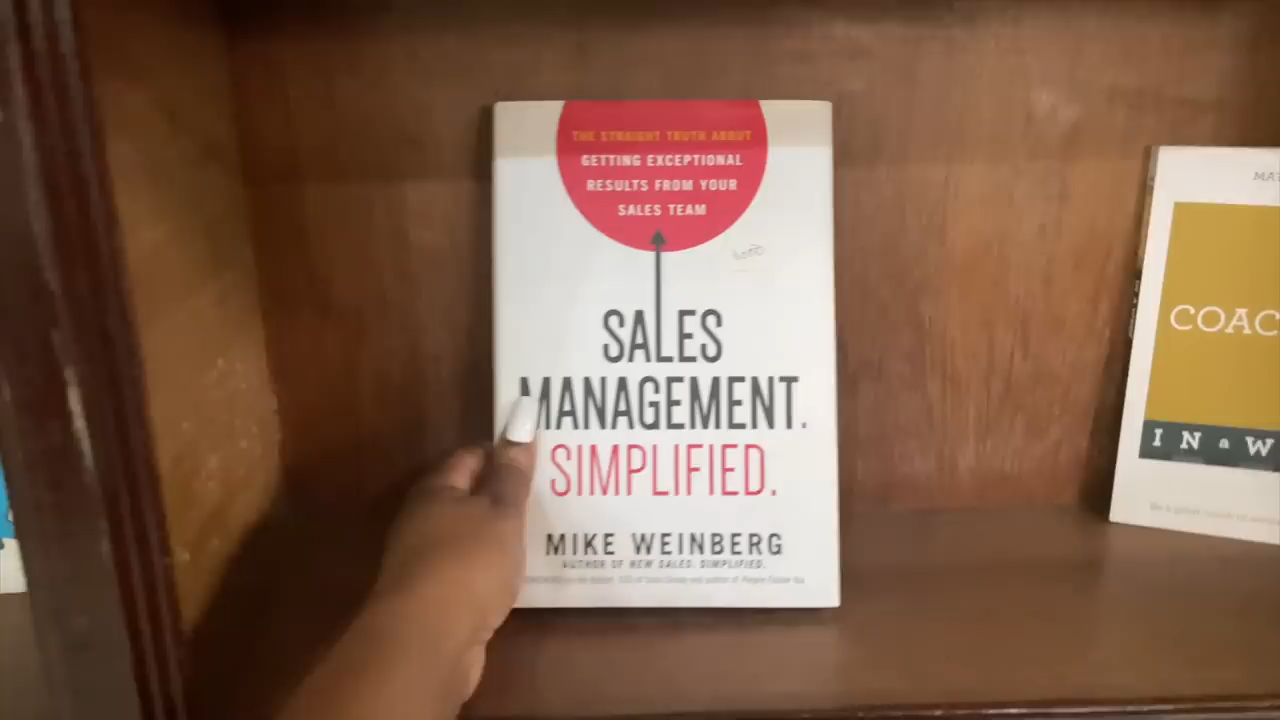 THE STRAIGHT TRUTH ABOUT
GETTING EXCEPTIONAL
RESULTS FROM YOUR
SALES TEAM
SALES
MANAGEMENT.
SIMPLIFIED.
MIKE WEINBERG
AUTHOR OF NEW SALES. SIMPLIFIED.
MA
COAC
IN a W